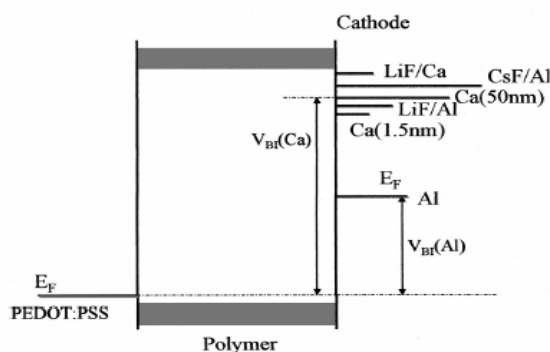 Cathode
LiF/Ca
CsF/Al
Ca(50nm)
LiF/Al
Ca(1.5nm)
V_BI(Ca)
E_F
Al
V_BI(Al)
E_F
PEDOT:PSS
Polymer